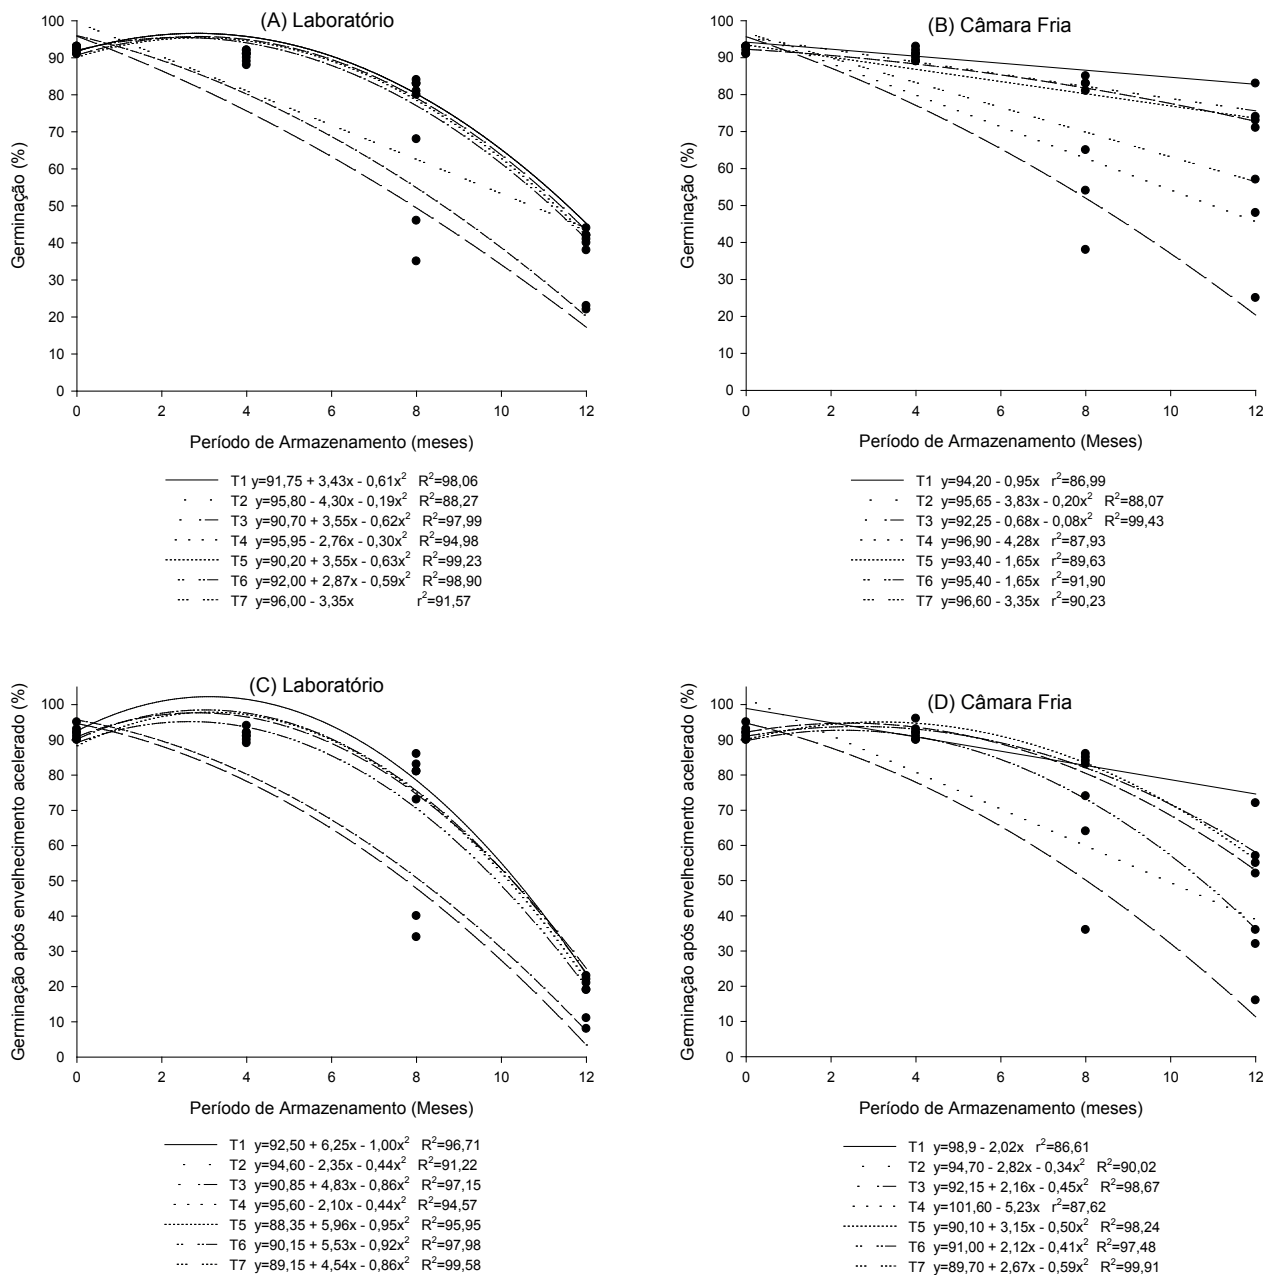 (A) Laboratório
Germinação (%)
100
90
80
70
60
50
40
30
20
10
0
0 2 4 6 8 10 12
Período de Armazenamento (meses)
T1 y=91,75 + 3,43x - 0,61x² R²=98,06
T2 y=95,80 - 4,30x - 0,19x² R²=88,27
T3 y=90,70 + 3,55x - 0,62x² R²=97,99
T4 y=95,95 - 2,76x - 0,30x² R²=94,98
T5 y=90,20 + 3,55x - 0,63x² R²=99,23
T6 y=92,00 + 2,87x - 0,59x² R²=98,90
T7 y=96,00 - 3,35x r²=91,57
(B) Câmara Fria
Germinação (%)
100
90
80
70
60
50
40
30
20
10
0
0 2 4 6 8 10 12
Período de Armazenamento (Meses)
T1 y=94,20 - 0,95x r²=86,99
T2 y=95,65 - 3,83x - 0,20x² R²=88,07
T3 y=92,25 - 0,68x - 0,08x² R²=99,43
T4 y=96,90 - 4,28x r²=87,93
T5 y=93,40 - 1,65x r²=89,63
T6 y=95,40 - 1,65x r²=91,90
T7 y=96,60 - 3,35x r²=90,23
(C) Laboratório
Germinação após envelhecimento acelerado (%)
100
90
80
70
60
50
40
30
20
10
0
0 2 4 6 8 10 12
Período de Armazenamento (Meses)
T1 y=92,50 + 6,25x - 1,00x² R²=96,71
T2 y=94,60 - 2,35x - 0,44x² R²=91,22
T3 y=90,85 + 4,83x - 0,86x² R²=97,15
T4 y=95,60 - 2,10x - 0,44x² R²=94,57
T5 y=88,35 + 5,96x - 0,95x² R²=95,95
T6 y=90,15 + 5,53x - 0,92x² R²=97,98
T7 y=89,15 + 4,54x - 0,86x² R²=99,58
(D) Câmara Fria
Germinação após envelhecimento acelerado (%)
100
90
80
70
60
50
40
30
20
10
0
0 2 4 6 8 10 12
Período de Armazenamento (Meses)
T1 y=98,9 - 2,02x r²=86,61
T2 y=94,70 - 2,82x - 0,34x² R²=90,02
T3 y=92,15 + 2,16x - 0,45x² R²=98,67
T4 y=101,60 - 5,23x r²=87,62
T5 y=90,10 + 3,15x - 0,50x² R²=98,24
T6 y=91,00 + 2,12x - 0,41x² R²=97,48
T7 y=89,70 + 2,67x - 0,59x² R²=99,91